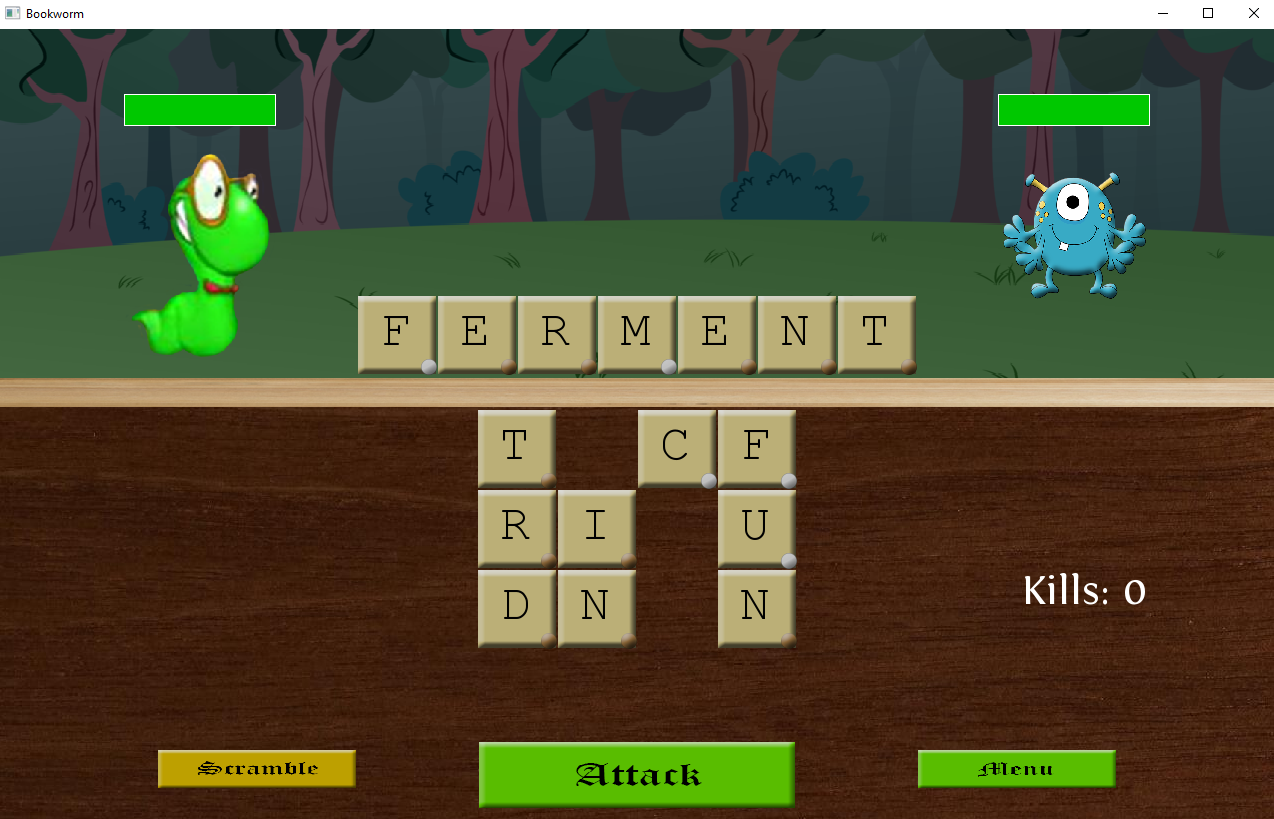 Bookworm
FERMENT
T C F
R I U
D N N
Kills: 0
Scramble Attack Menu